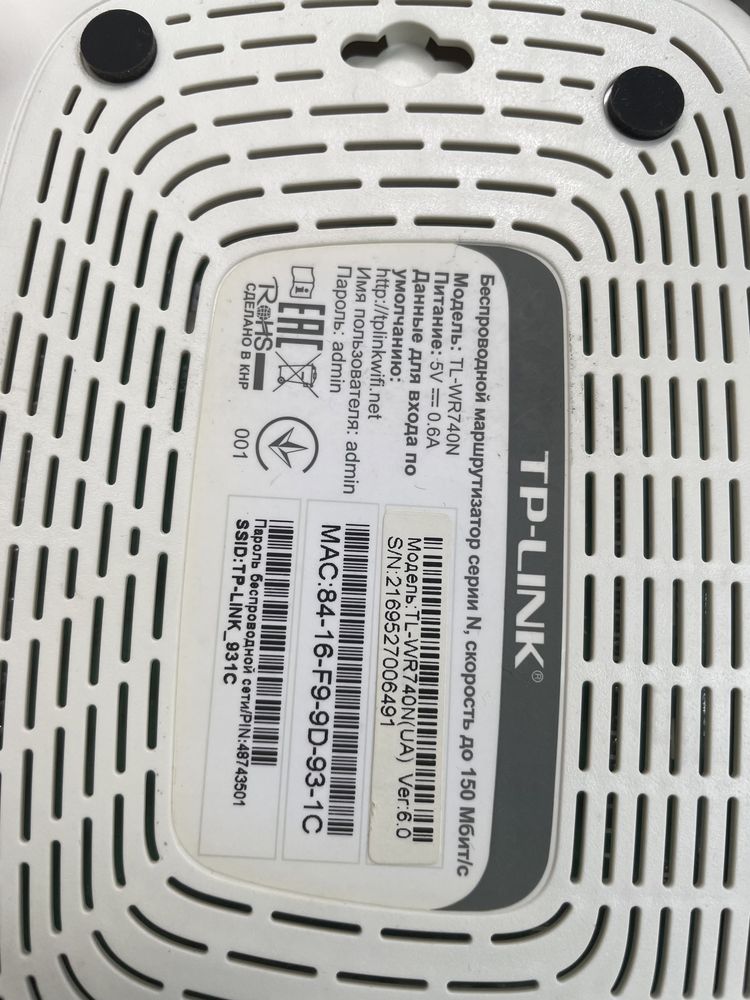 TP-LINK®
Беспроводной маршрутизатор серии N, скорость до 150 Мбит/с
Модель: TL-WR740N
Питание: 5V ⎓ 0.6A
Данные для входа по
умолчанию:
http://tplinkwifi.net
Имя пользователя: admin
Пароль: admin
EAC
RoHS
СДЕЛАНО В КНР
001
Модель:TL-WR740N(UA) Ver:6.0
S/N:2169527006491
MAC:84-16-F9-9D-93-1C
Пароль беспроводной сети/PIN:48743501
SSID:TP-LINK_931C